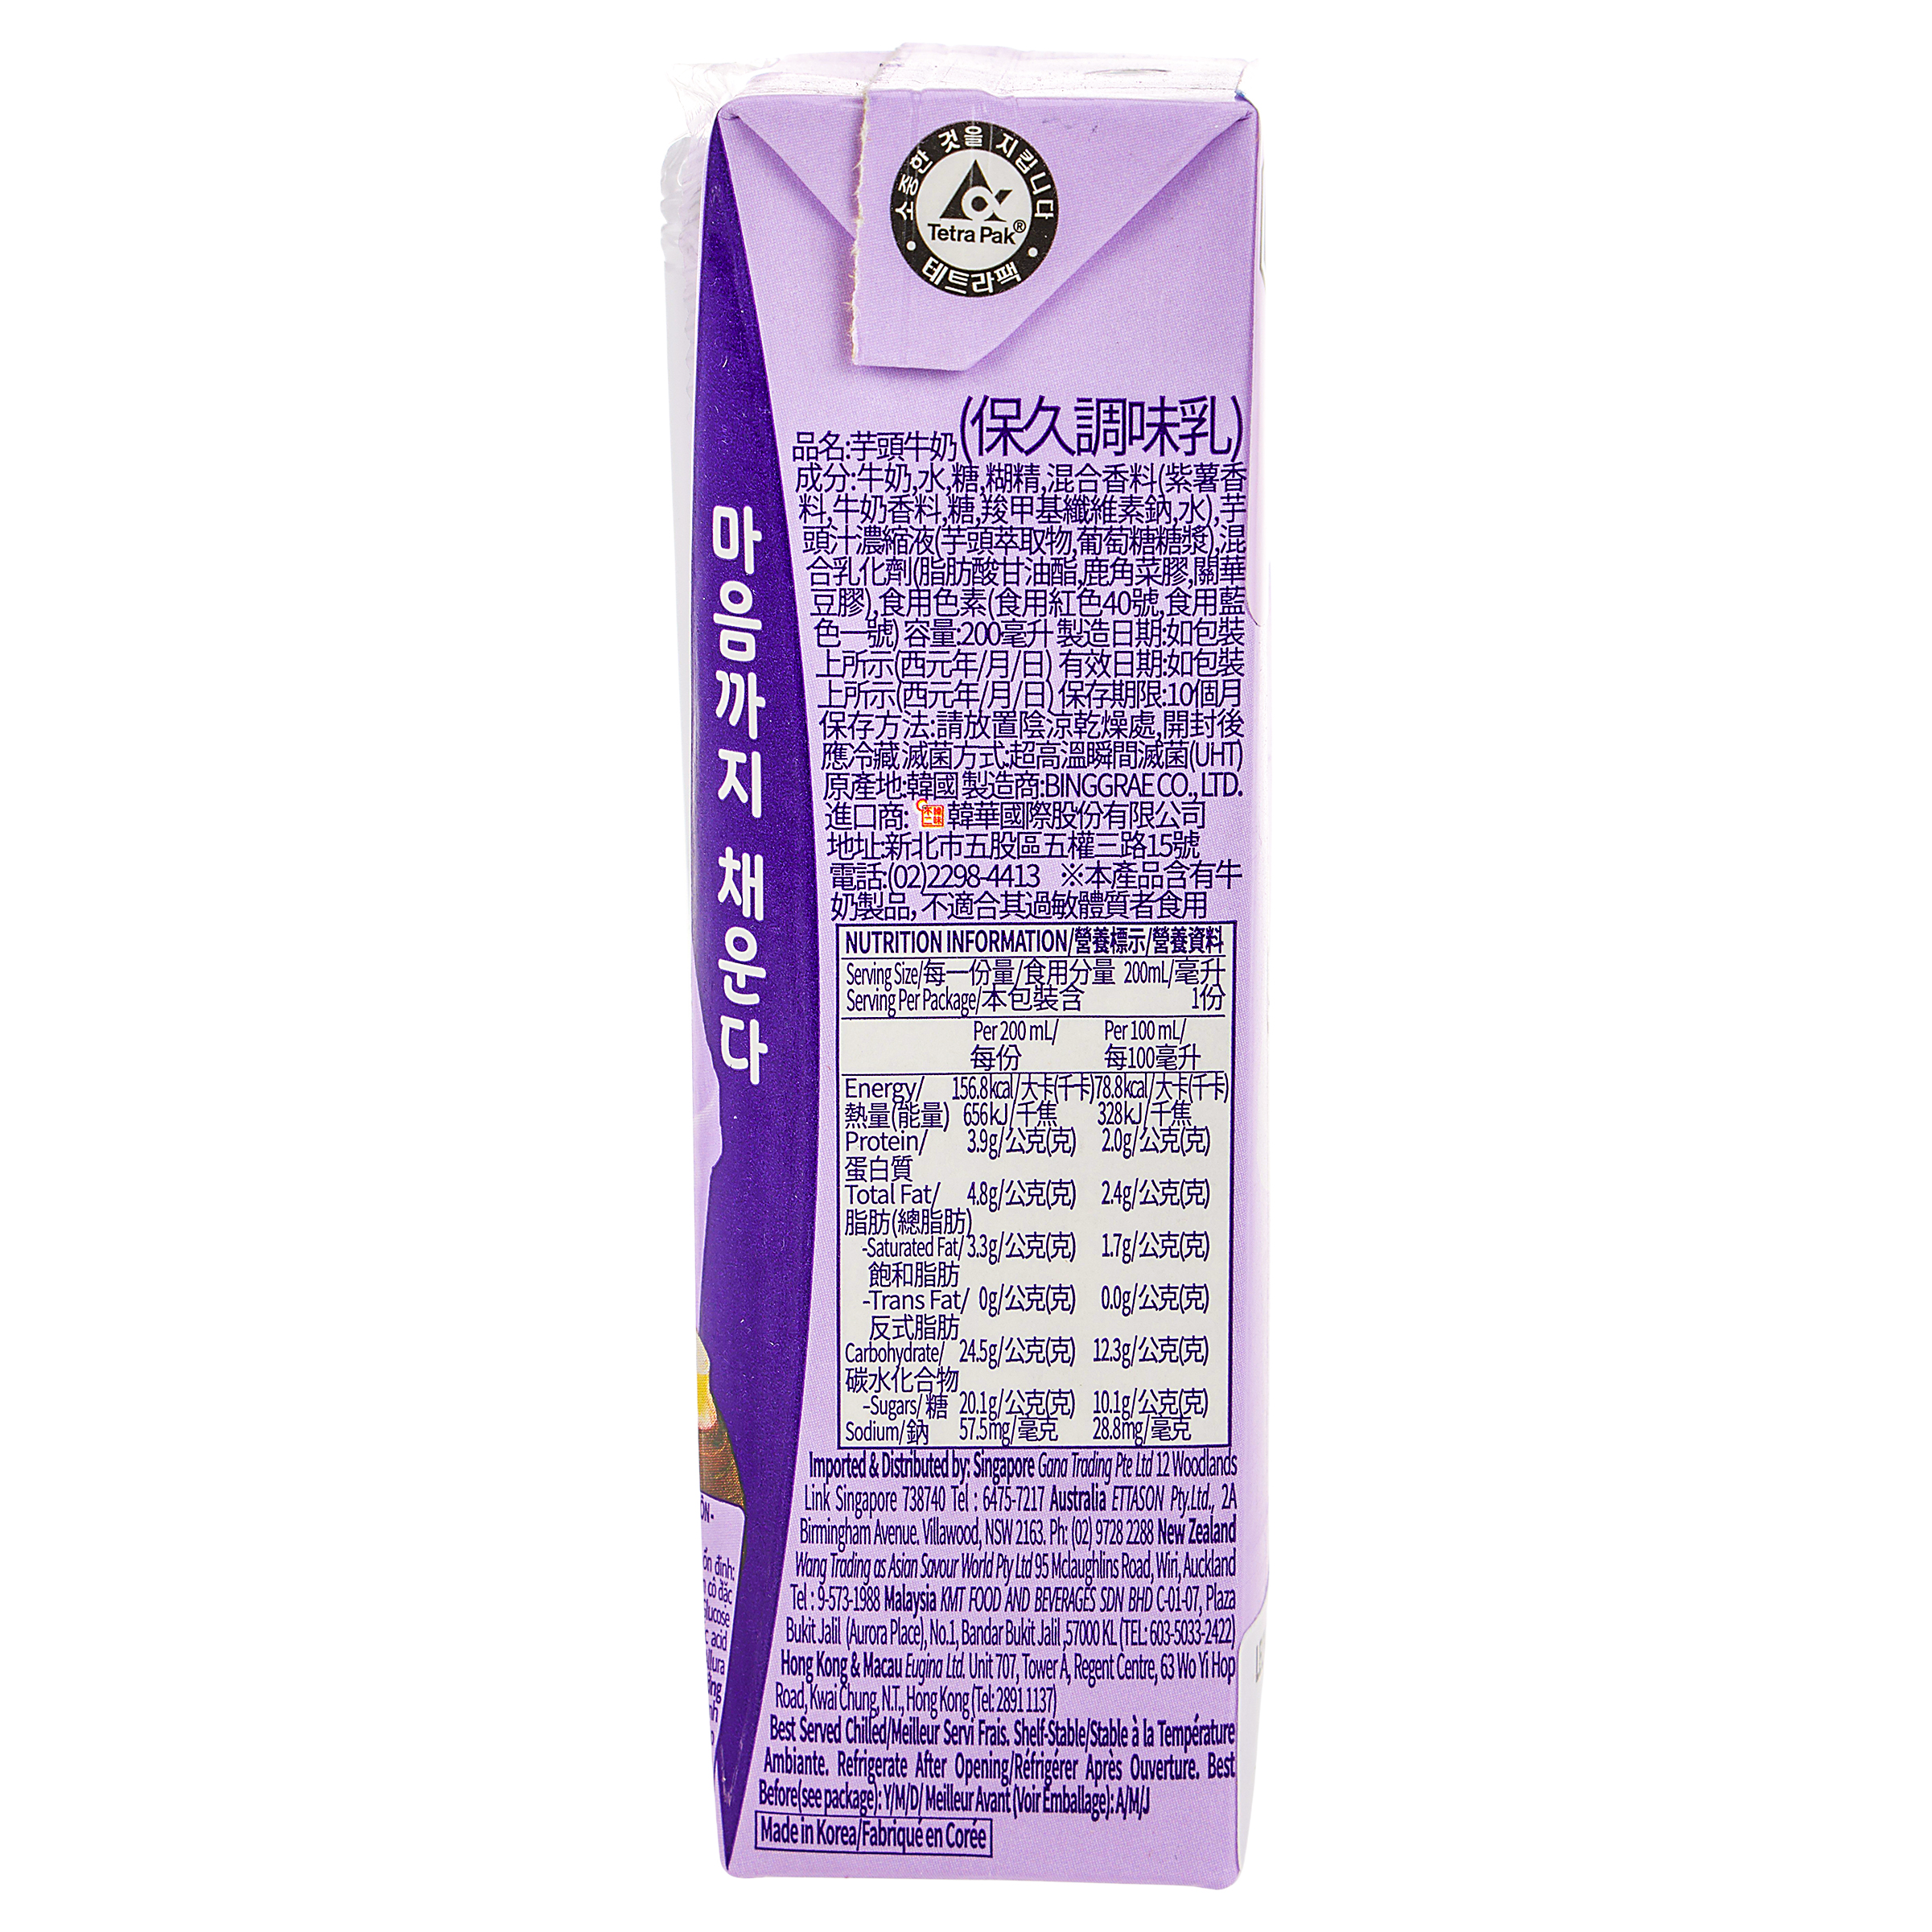 소중한 것을 지킵니다
Tetra Pak®
테트라팩
마음까지 채운다
品名:芋頭牛奶(保久調味乳)
成分:牛奶,水,糖,糊精,混合香料(紫薯香
料,牛奶香料,糖,羧甲基纖維素鈉,水),芋
頭汁濃縮液(芋頭萃取物,葡萄糖糖漿),混
合乳化劑(脂肪酸甘油酯,鹿角菜膠,關華
豆膠),食用色素(食用紅色40號,食用藍
色一號) 容量:200毫升 製造日期:如包裝
上所示(西元年/月/日) 有效日期:如包裝
上所示(西元年/月/日) 保存期限:10個月
保存方法:請放置陰涼乾燥處,開封後
應冷藏 滅菌方式:超高溫瞬間滅菌(UHT)
原產地:韓國 製造商:BINGGRAE CO., LTD.
進口商: 韓華國際股份有限公司
地址:新北市五股區五權三路15號
電話:(02)2298-4413 ※本產品含有牛
奶製品, 不適合其過敏體質者食用
NUTRITION INFORMATION/營養標示/營養資料
Serving Size/每一份量/食用分量 200mL/毫升
Serving Per Package/本包裝含 1份
Per 200 mL/ Per 100 mL/
每份 每100毫升
Energy/ 156.8kcal/大卡(千卡) 78.8kcal/大卡(千卡)
熱量(能量) 656kJ/千焦 328kJ/千焦
Protein/ 3.9g/公克(克) 2.0g/公克(克)
蛋白質
Total Fat/ 4.8g/公克(克) 2.4g/公克(克)
脂肪(總脂肪)
-Saturated Fat/ 3.3g/公克(克) 1.7g/公克(克)
飽和脂肪
-Trans Fat/ 0g/公克(克) 0.0g/公克(克)
反式脂肪
Carbohydrate/ 24.5g/公克(克) 12.3g/公克(克)
碳水化合物
-Sugars/糖 20.1g/公克(克) 10.1g/公克(克)
Sodium/鈉 57.5mg/毫克 28.8mg/毫克
Imported & Distributed by: Singapore Gana Trading Pte Ltd 12 Woodlands
Link Singapore 738740 Tel : 6475-7217 Australia ETTASON Pty.Ltd., 2A
Birmingham Avenue. Villawood, NSW 2163. Ph: (02) 9728 2288 New Zealand
Wang Trading as Asian Savour World Pty Ltd 95 Mclaughlins Road, Wiri, Auckland
Tel : 9-573-1988 Malaysia KMT FOOD AND BEVERAGES SDN BHD C-01-07, Plaza
Bukit Jalil (Aurora Place), No.1, Bandar Bukit Jalil ,57000 KL (TEL: 603-5033-2422)
Hong Kong & Macau Eugina Ltd. Unit 707, Tower A, Regent Centre, 63 Wo Yi Hop
Road, Kwai Chung, N.T., Hong Kong (Tel: 2891 1137)
Best Served Chilled/Meilleur Servi Frais. Shelf-Stable/Stable à la Température
Ambiante. Refrigerate After Opening/Réfrigérer Après Ouverture. Best
Before(see package): Y/M/D/ Meilleur Avant (Voir Emballage): A/M/J
Made in Korea/Fabriqué en Corée
định:
cô đặc
acid